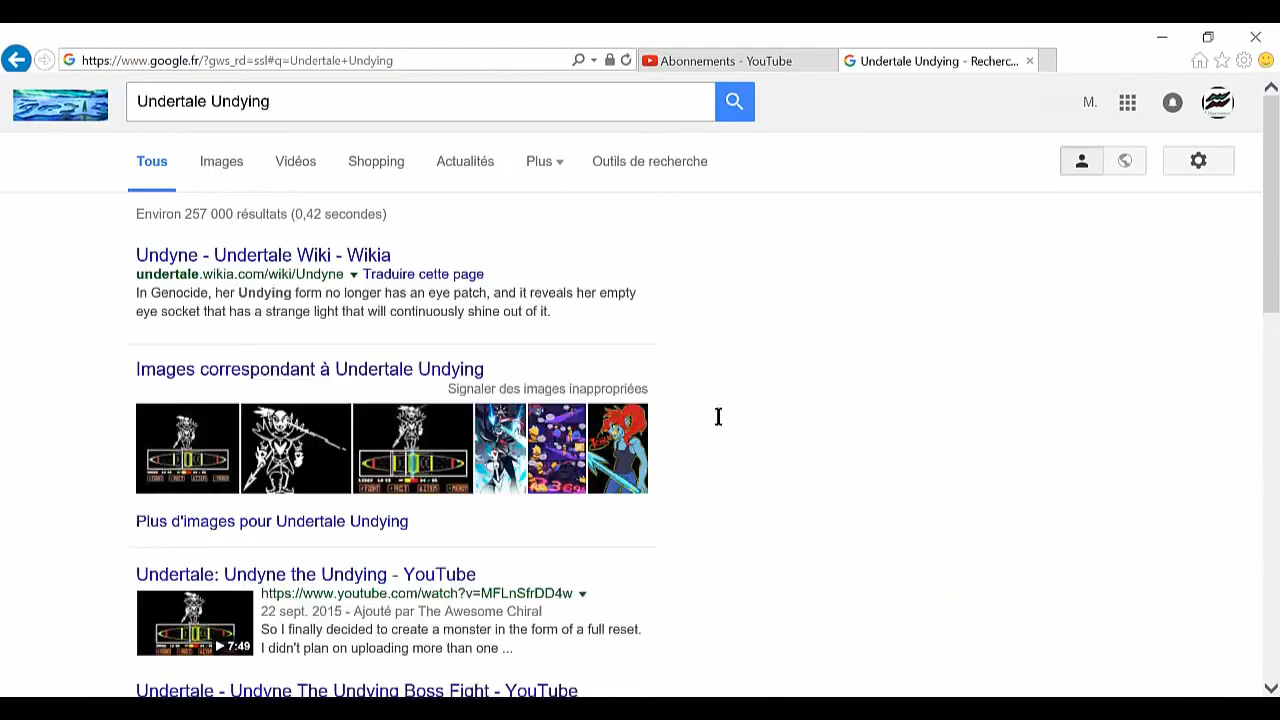 https://www.google.fr/?gws_rd=ssl#q=Undertale+Undying
Abonnements - YouTube
Undertale Undying - Recherc...
Undertale Undying
M.
Tous Images Vidéos Shopping Actualités Plus Outils de recherche
Environ 257 000 résultats (0,42 secondes)
Undyne - Undertale Wiki - Wikia
undertale.wikia.com/wiki/Undyne Traduire cette page
In Genocide, her Undying form no longer has an eye patch, and it reveals her empty
eye socket that has a strange light that will continuously shine out of it.
Images correspondant à Undertale Undying
Signaler des images inappropriées
Plus d'images pour Undertale Undying
Undertale: Undyne the Undying - YouTube
https://www.youtube.com/watch?v=MFLnSfrDD4w
22 sept. 2015 - Ajouté par The Awesome Chiral
So I finally decided to create a monster in the form of a full reset.
7:49
I didn't plan on uploading more than one ...
Undertale - Undyne The Undying Boss Fight - YouTube